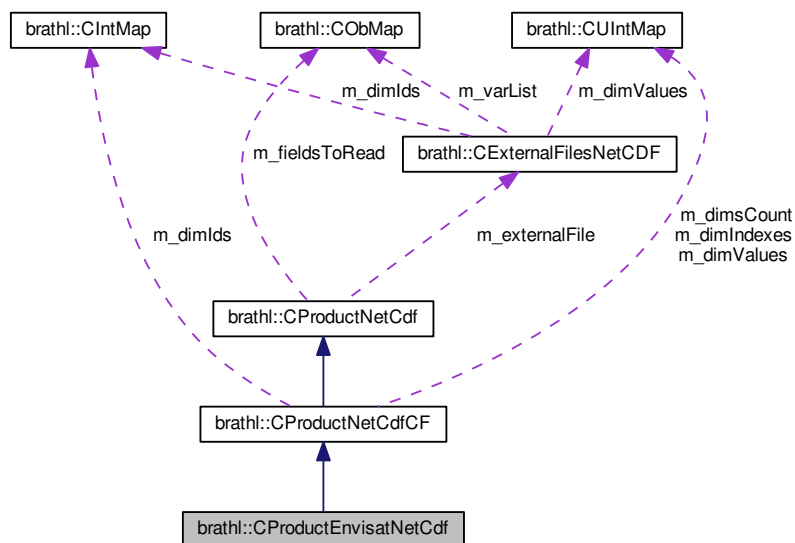 brathl::CIntMap
brathl::CObMap
brathl::CUIntMap
m_dimIds
m_varList
m_dimValues
m_fieldsToRead
brathl::CExternalFilesNetCDF
m_dimIds
m_externalFile
m_dimsCount
m_dimIndexes
m_dimValues
brathl::CProductNetCdf
brathl::CProductNetCdfCF
brathl::CProductEnvisatNetCdf